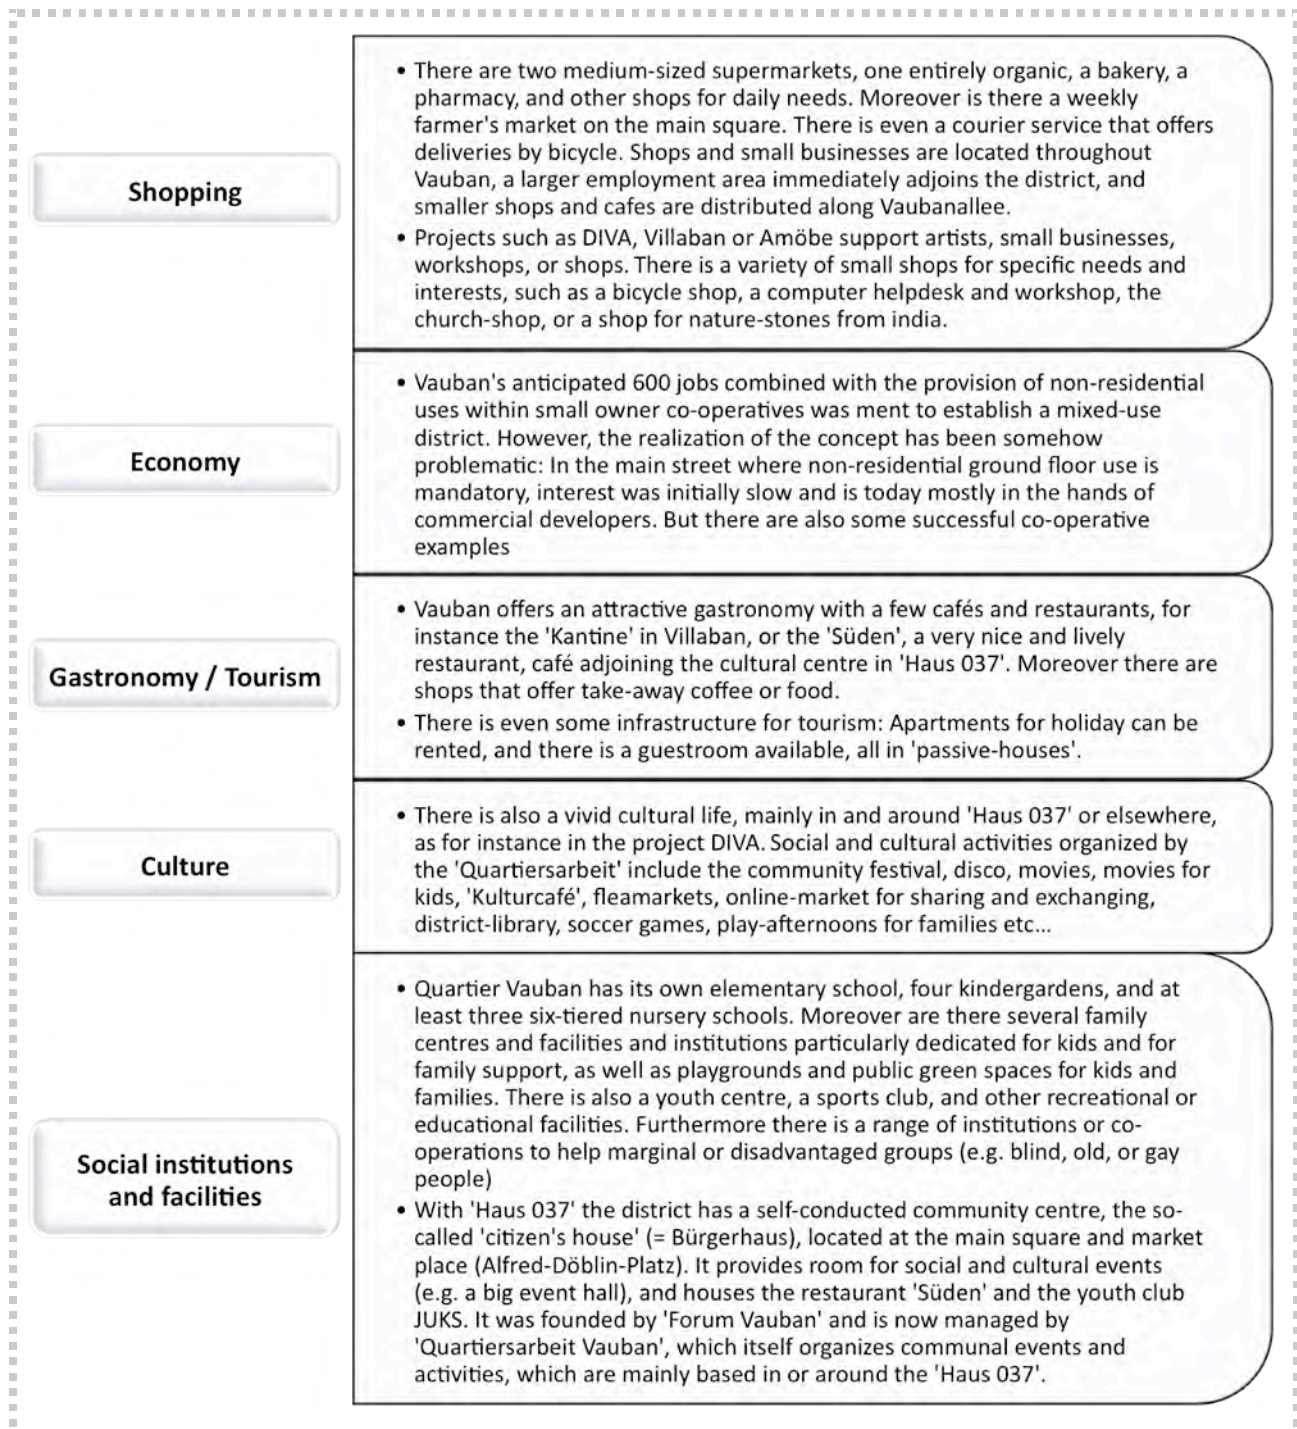 Shopping
• There are two medium-sized supermarkets, one entirely organic, a bakery, a
pharmacy, and other shops for daily needs. Moreover is there a weekly
farmer's market on the main square. There is even a courier service that offers
deliveries by bicycle. Shops and small businesses are located throughout
Vauban, a larger employment area immediately adjoins the district, and
smaller shops and cafes are distributed along Vaubanallee.
• Projects such as DIVA, Villaban or Amöbe support artists, small businesses,
workshops, or shops. There is a variety of small shops for specific needs and
interests, such as a bicycle shop, a computer helpdesk and workshop, the
church-shop, or a shop for nature-stones from india.
Economy
• Vauban's anticipated 600 jobs combined with the provision of non-residential
uses within small owner co-operatives was ment to establish a mixed-use
district. However, the realization of the concept has been somehow
problematic: In the main street where non-residential ground floor use is
mandatory, interest was initially slow and is today mostly in the hands of
commercial developers. But there are also some successful co-operative
examples
Gastronomy / Tourism
• Vauban offers an attractive gastronomy with a few cafés and restaurants, for
instance the 'Kantine' in Villaban, or the 'Süden', a very nice and lively
restaurant, café adjoining the cultural centre in 'Haus 037'. Moreover there are
shops that offer take-away coffee or food.
• There is even some infrastructure for tourism: Apartments for holiday can be
rented, and there is a guestroom available, all in 'passive-houses'.
Culture
• There is also a vivid cultural life, mainly in and around 'Haus 037' or elsewhere,
as for instance in the project DIVA. Social and cultural activities organized by
the 'Quartiersarbeit' include the community festival, disco, movies, movies for
kids, 'Kulturcafé', fleamarkets, online-market for sharing and exchanging,
district-library, soccer games, play-afternoons for families etc...
Social institutions
and facilities
• Quartier Vauban has its own elementary school, four kindergardens, and at
least three six-tiered nursery schools. Moreover are there several family
centres and facilities and institutions particularly dedicated for kids and for
family support, as well as playgrounds and public green spaces for kids and
families. There is also a youth centre, a sports club, and other recreational or
educational facilities. Furthermore there is a range of institutions or co-
operations to help marginal or disadvantaged groups (e.g. blind, old, or gay
people)
• With 'Haus 037' the district has a self-conducted community centre, the so-
called 'citizen's house' (= Bürgerhaus), located at the main square and market
place (Alfred-Döblin-Platz). It provides room for social and cultural events
(e.g. a big event hall), and houses the restaurant 'Süden' and the youth club
JUKS. It was founded by 'Forum Vauban' and is now managed by
'Quartiersarbeit Vauban', which itself organizes communal events and
activities, which are mainly based in or around the 'Haus 037'.